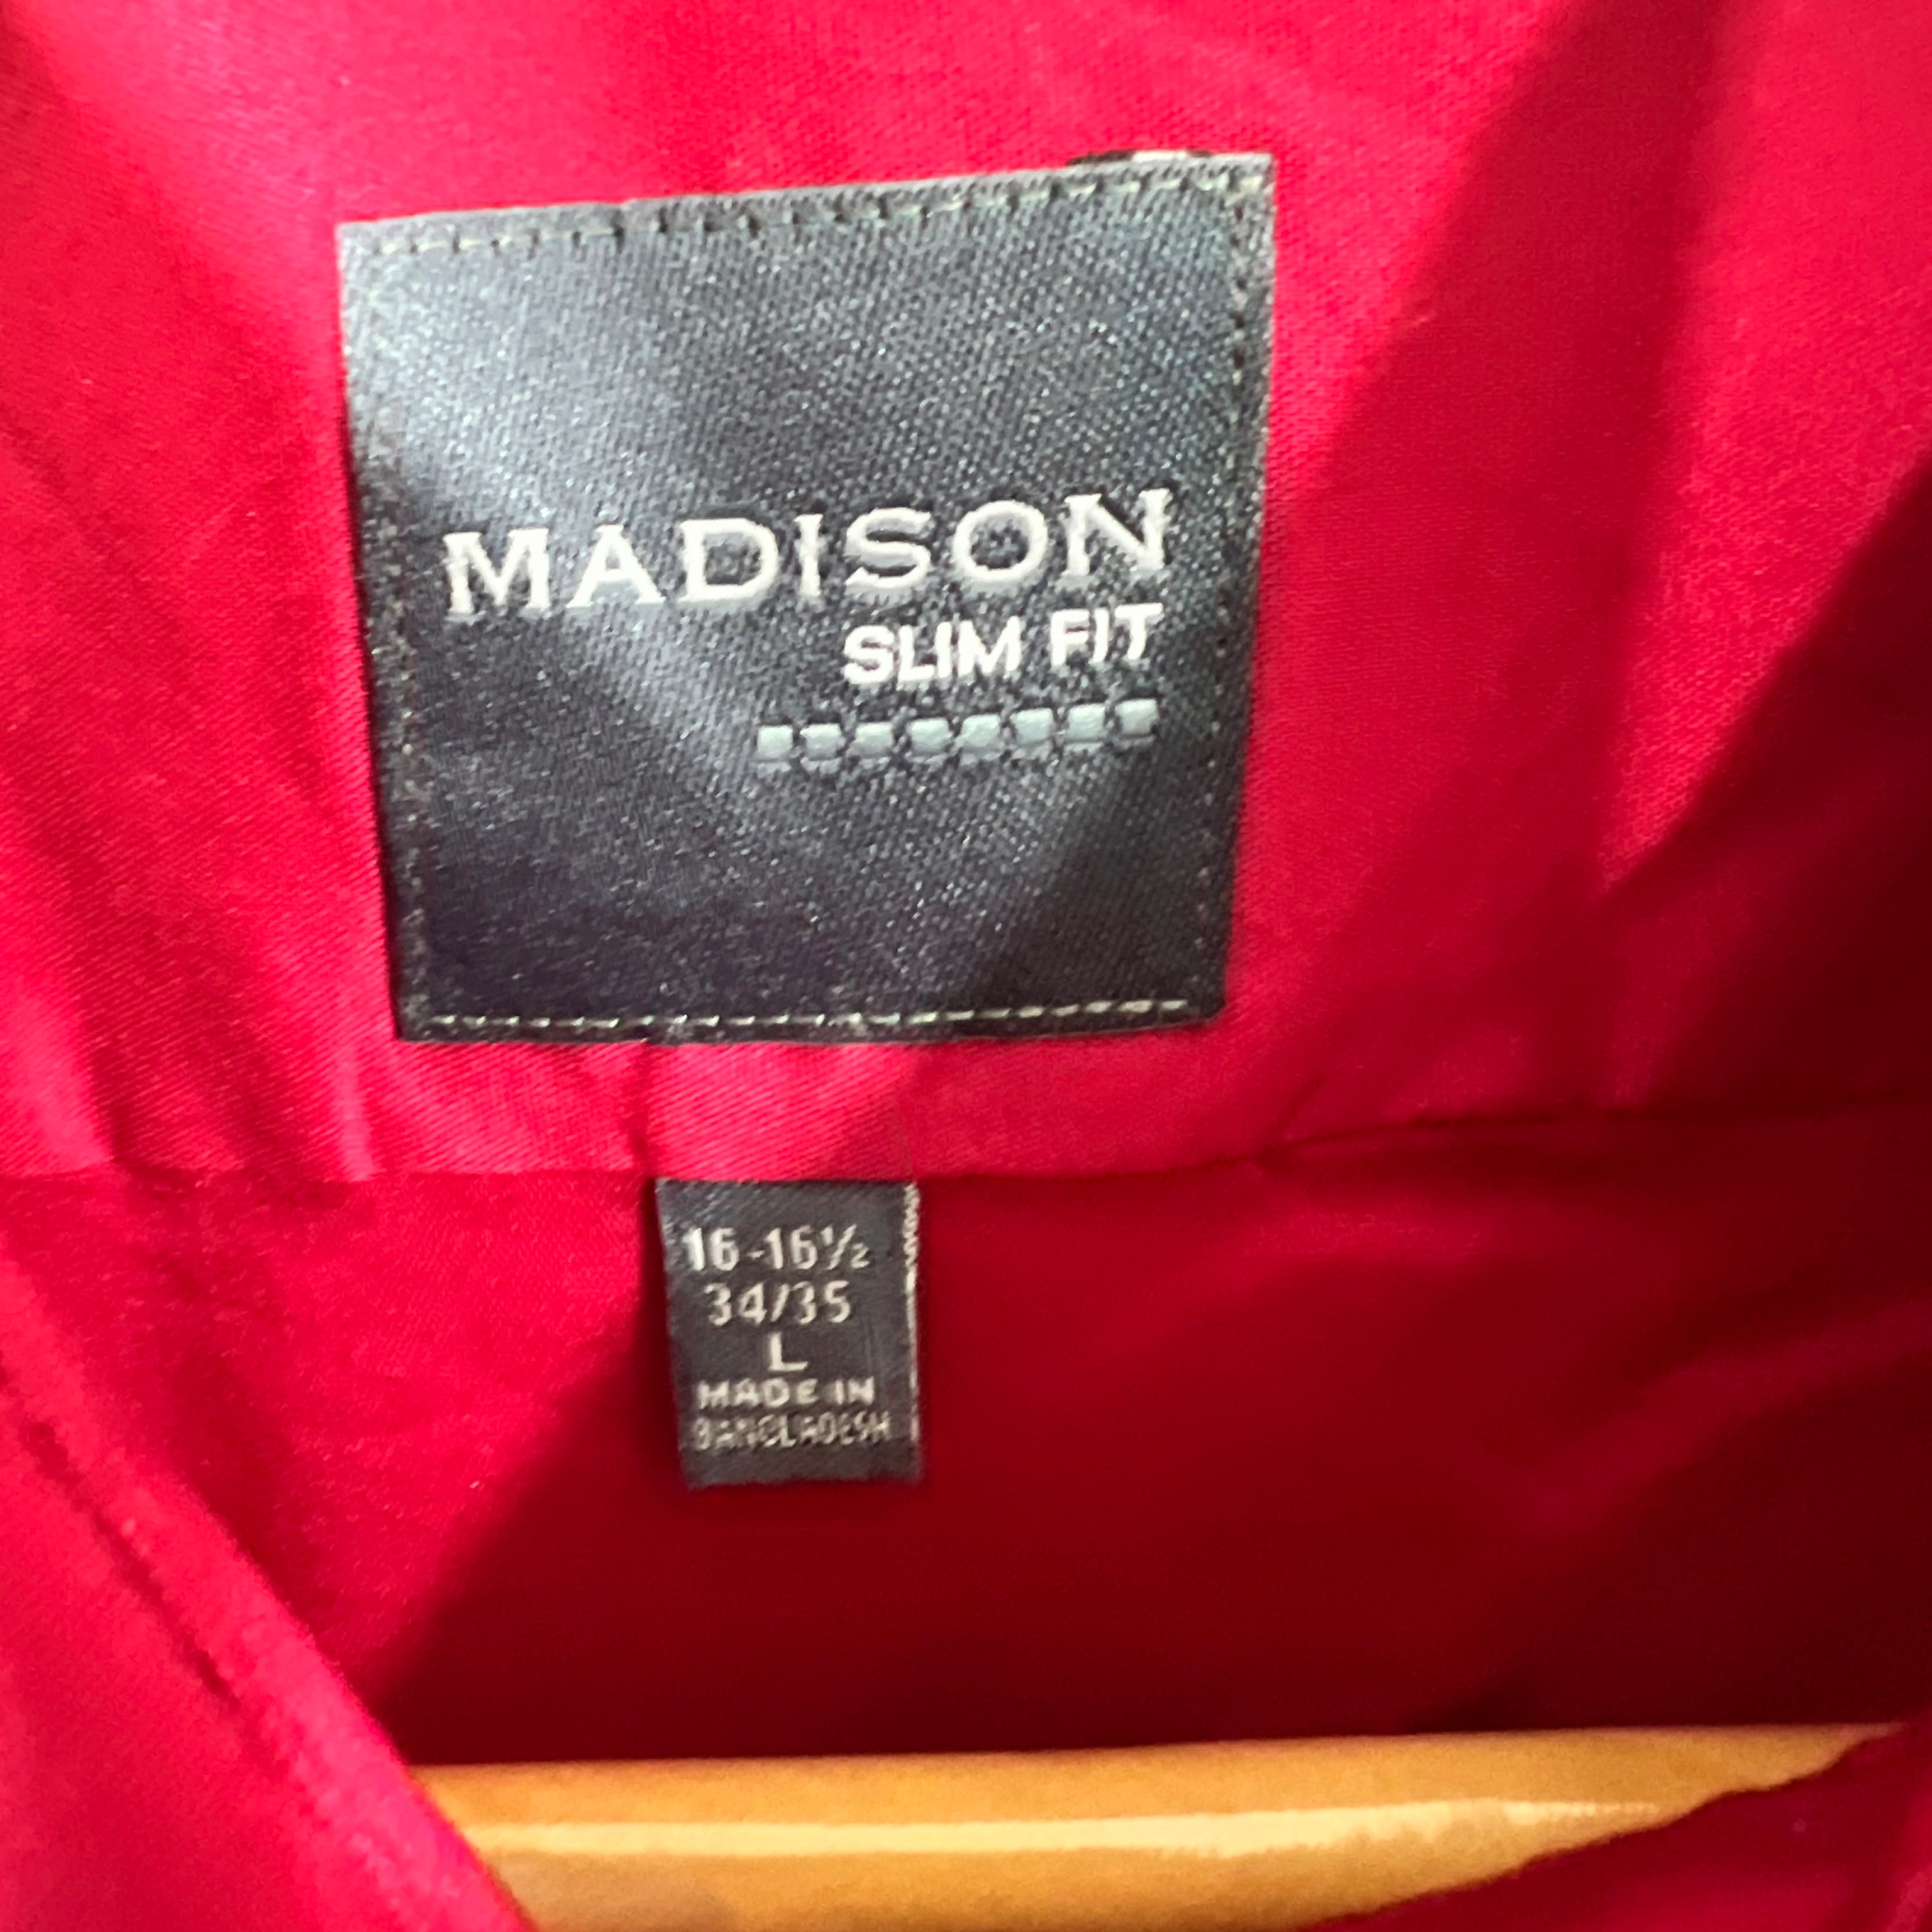 MADISON
SLIM FIT
16-16½
34/35
L
MADE IN
BANGLADESH